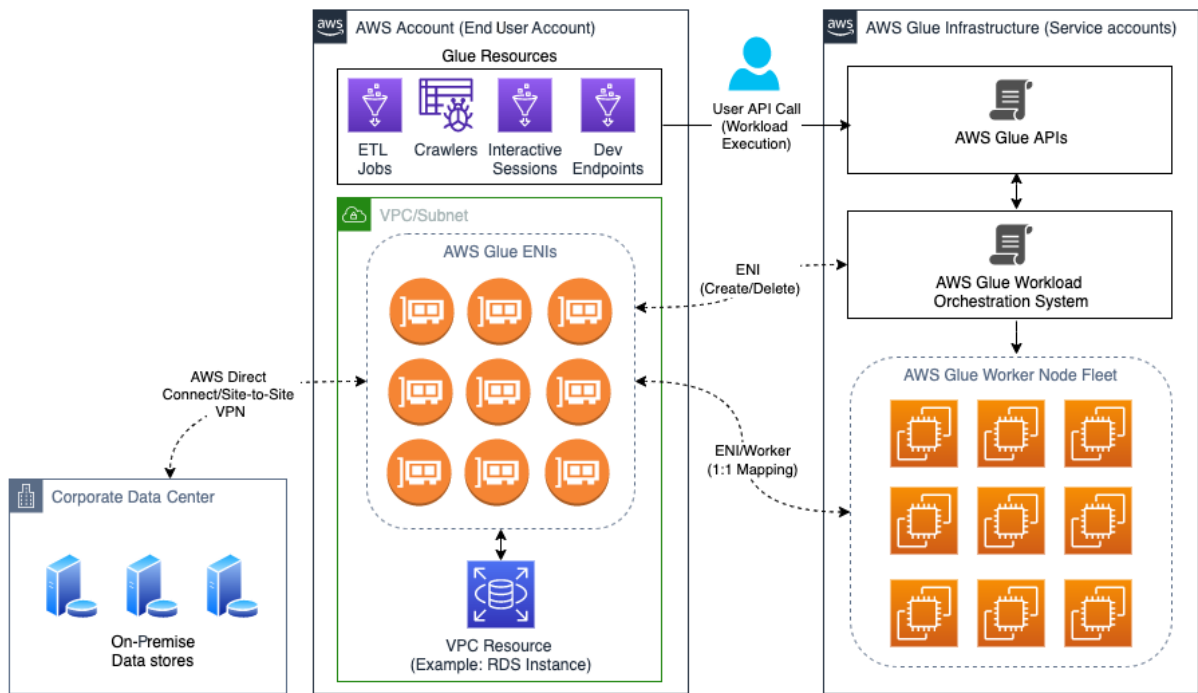 aws
AWS Account (End User Account)
Glue Resources
ETL
Jobs
Crawlers
Interactive
Sessions
Dev
Endpoints
User API Call
(Workload
Execution)
aws
AWS Glue Infrastructure (Service accounts)
AWS Glue APIs
VPC/Subnet
AWS Glue ENIs
ENI
(Create/Delete)
AWS Glue Workload
Orchestration System
AWS Direct
Connect/Site-to-Site
VPN
ENI/Worker
(1:1 Mapping)
AWS Glue Worker Node Fleet
Corporate Data Center
On-Premise
Data stores
VPC Resource
(Example: RDS Instance)